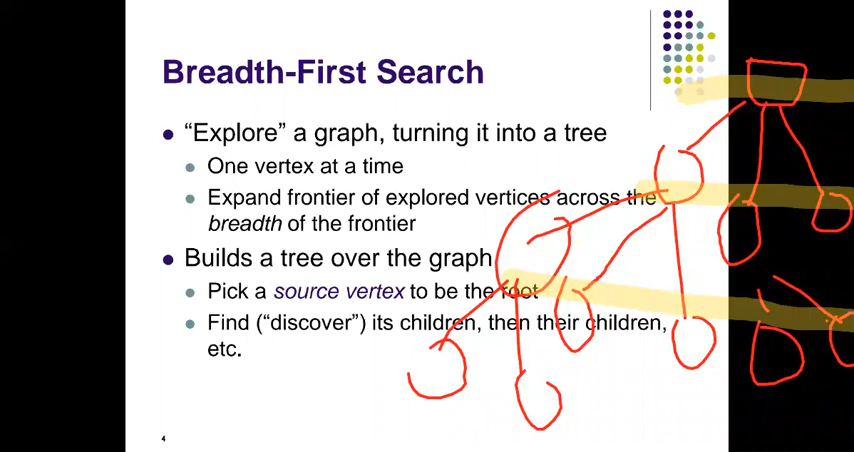 Breadth-First Search
“Explore” a graph, turning it into a tree
One vertex at a time
Expand frontier of explored vertices across the
breadth of the frontier
Builds a tree over the graph
Pick a source vertex to be the root
Find (“discover”) its children, then their children,
etc.
4